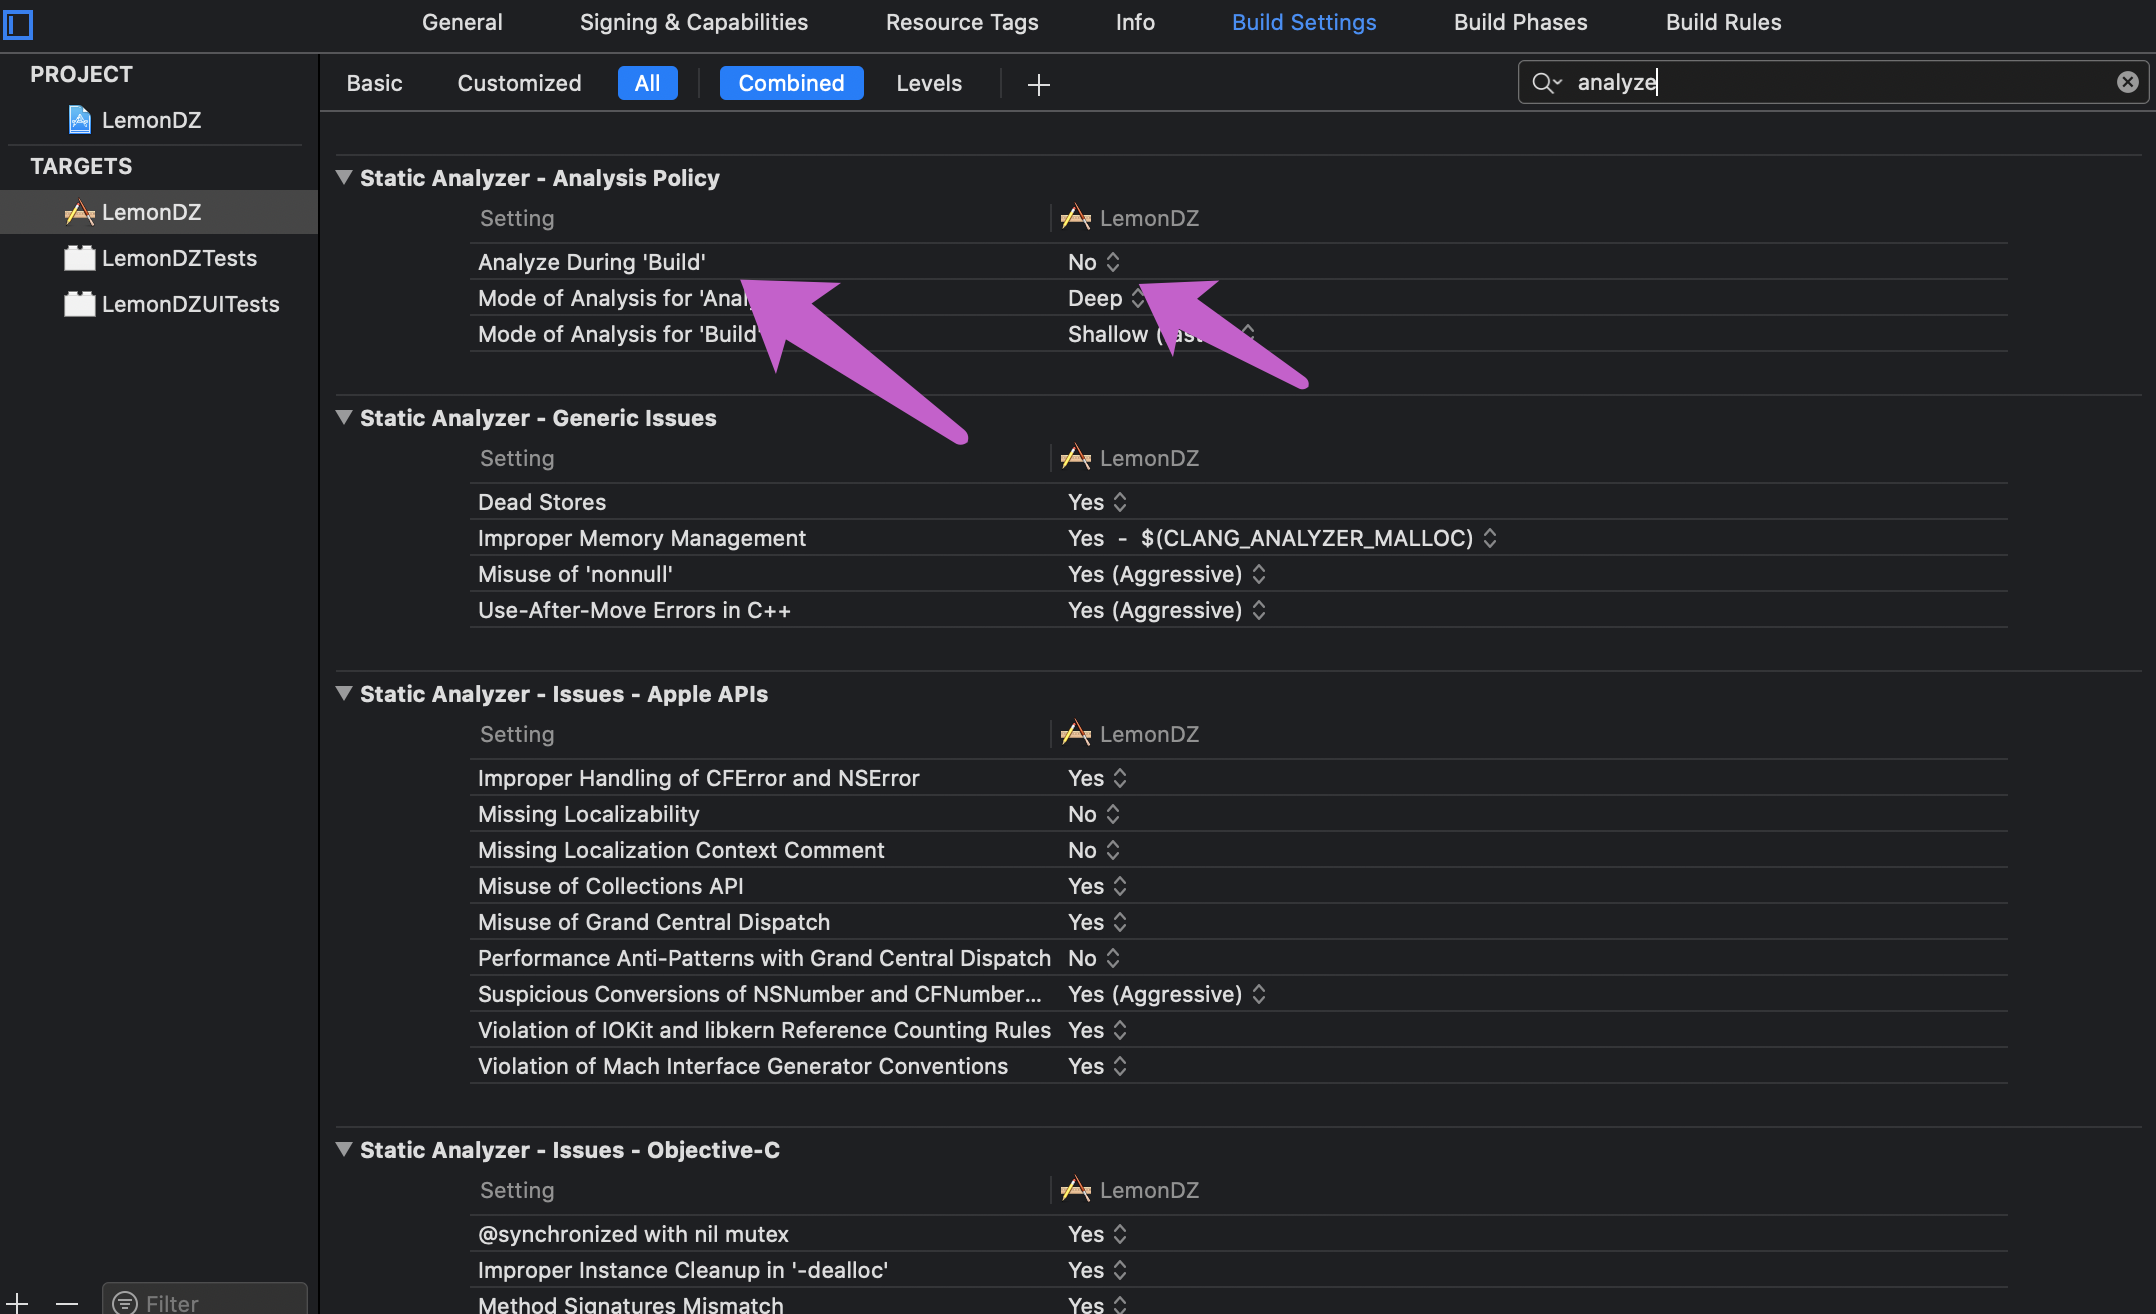 General Signing & Capabilities Resource Tags Info Build Settings Build Phases Build Rules
PROJECT
LemonDZ
TARGETS
LemonDZ
LemonDZTests
LemonDZUITests
Filter
Basic Customized All Combined Levels analyze
Static Analyzer - Analysis Policy
Setting LemonDZ
Analyze During 'Build' No
Mode of Analysis for Deep
Mode of Analysis for 'Build' Shallow
Static Analyzer - Generic Issues
Setting LemonDZ
Dead Stores Yes
Improper Memory Management Yes - $(CLANG_ANALYZER_MALLOC)
Misuse of 'nonnull' Yes (Aggressive)
Use-After-Move Errors in C++ Yes (Aggressive)
Static Analyzer - Issues - Apple APIs
Setting LemonDZ
Improper Handling of CFError and NSError Yes
Missing Localizability No
Missing Localization Context Comment No
Misuse of Collections API Yes
Misuse of Grand Central Dispatch Yes
Performance Anti-Patterns with Grand Central Dispatch No
Suspicious Conversions of NSNumber and CFNumber... Yes (Aggressive)
Violation of IOKit and libkern Reference Counting Rules Yes
Violation of Mach Interface Generator Conventions Yes
Static Analyzer - Issues - Objective-C
Setting LemonDZ
@synchronized with nil mutex Yes
Improper Instance Cleanup in '-dealloc' Yes
Method Signatures Mismatch Yes